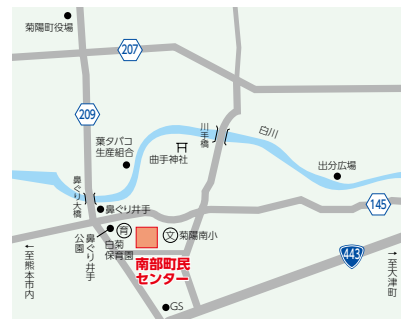 菊陽町役場
207
209
葉タバコ
生産組合
曲手神社
川手橋
白川
出分広場
145
鼻ぐり大橋
鼻ぐり井手
育
白菊
保育園
文
菊陽南小
鼻ぐり井手
公園
南部町民
センター
443
←至熊本市内
→至大津町
GS